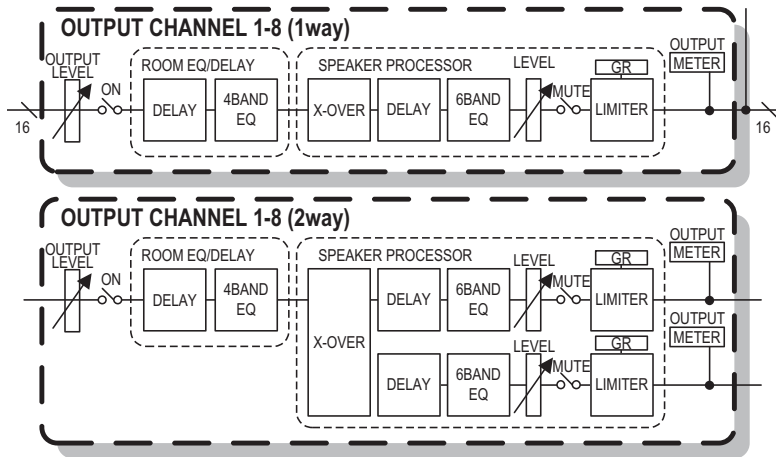 OUTPUT CHANNEL 1-8 (1way)
OUTPUT
LEVEL
ON
ROOM EQ/DELAY
DELAY
4BAND
EQ
SPEAKER PROCESSOR
X-OVER
DELAY
6BAND
EQ
LEVEL
MUTE
GR
LIMITER
OUTPUT
METER
16
16
OUTPUT CHANNEL 1-8 (2way)
OUTPUT
LEVEL
ON
ROOM EQ/DELAY
DELAY
4BAND
EQ
SPEAKER PROCESSOR
X-OVER
DELAY
6BAND
EQ
LEVEL
MUTE
GR
LIMITER
OUTPUT
METER
DELAY
6BAND
EQ
LEVEL
MUTE
GR
LIMITER
OUTPUT
METER